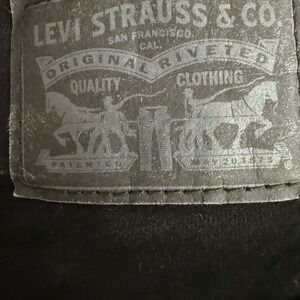 LEVI STRAUSS & CO.
SAN FRANCISCO
CAL.
ORIGINAL RIVETED
QUALITY CLOTHING
PATENTED MAY 20 1873